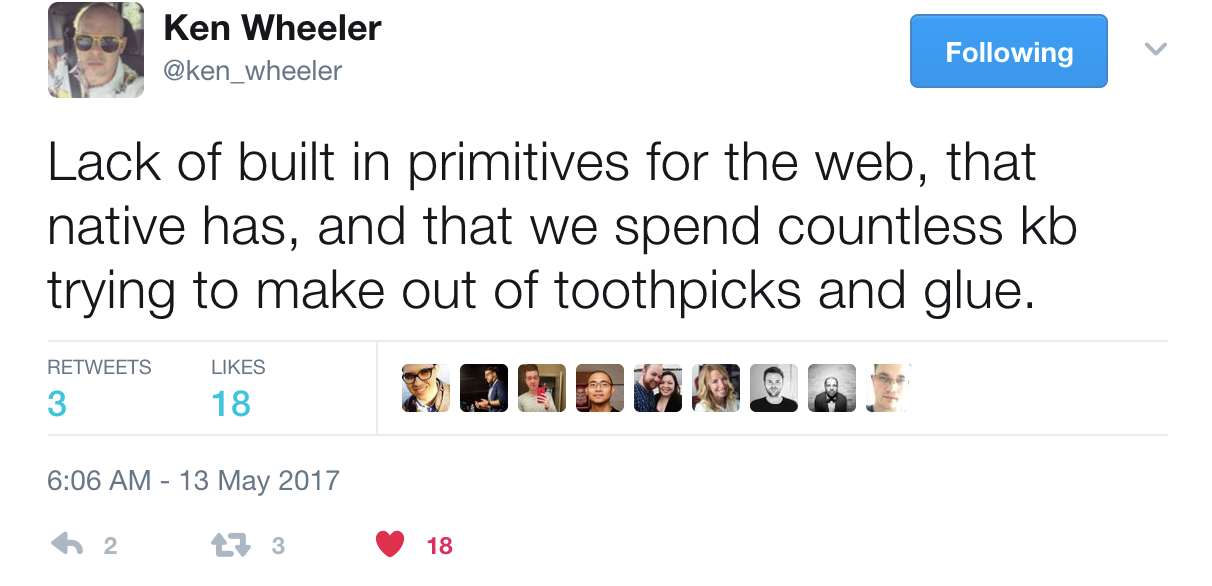 Ken Wheeler
@ken_wheeler
Following
Lack of built in primitives for the web, that
native has, and that we spend countless kb
trying to make out of toothpicks and glue.
RETWEETS LIKES
3 18
6:06 AM - 13 May 2017
2 3 18